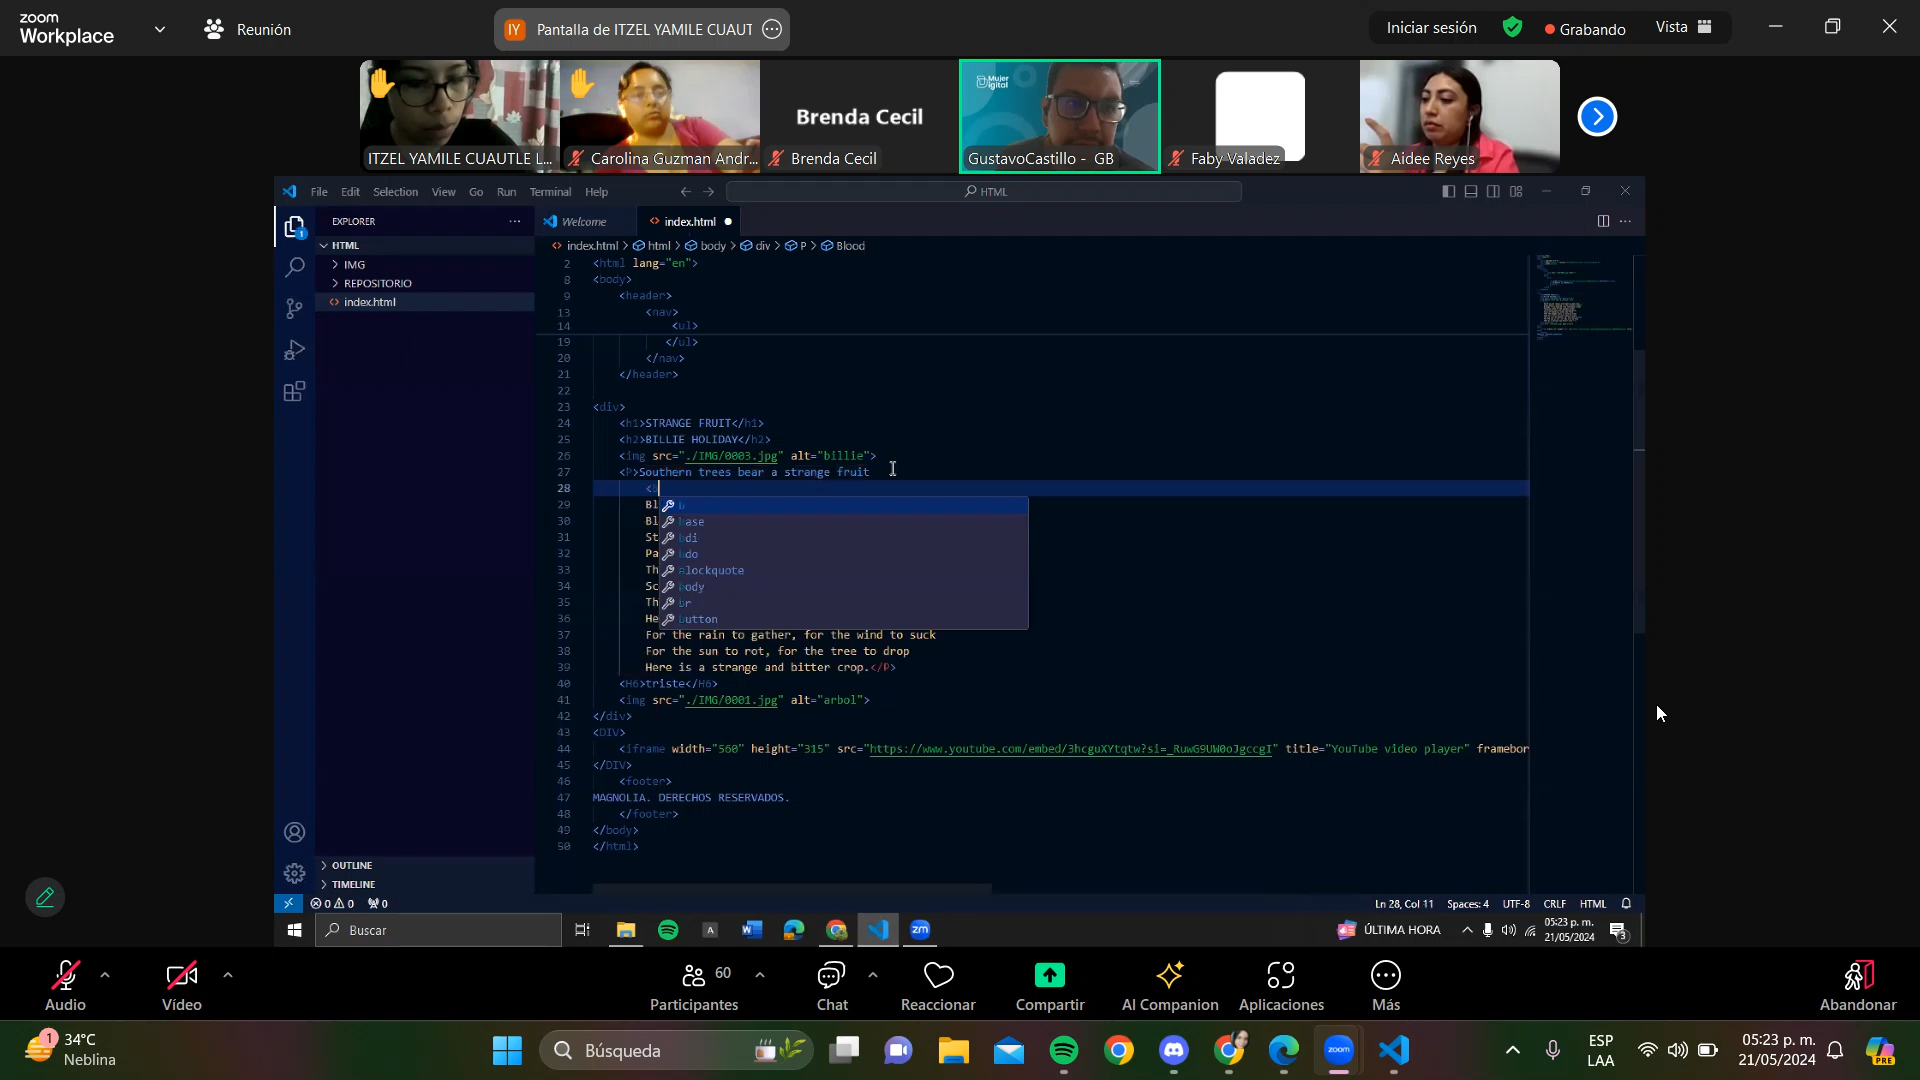 zoom
Workplace
Reunión
IY Pantalla de ITZEL YAMILE CUAUT
Iniciar sesión
Grabando
Vista
ITZEL YAMILE CUAUTLE L...
Carolina Guzman Andr...
Brenda Cecil
Brenda Cecil
Mujer
Digital
GustavoCastillo - GB
Faby Valadez
Aidee Reyes
File Edit Selection View Go Run Terminal Help
HTML
EXPLORER
Welcome
index.html
HTML
index.html > html > body > div > P > Blood
IMG
REPOSITORIO
index.html
2 <html lang="en">
8 <body>
9 <header>
13 <nav>
14 <ul>
19 </ul>
20 </nav>
21 </header>
22
23 <div>
24 <h1>STRANGE FRUIT</h1>
25 <h2>BILLIE HOLIDAY</h2>
26 <img src="./IMG/0003.jpg" alt="billie">
27 <P>Southern trees bear a strange fruit
28 <b
29 Bl
30 Bl
31 St
32 Pa
33 Th
34 Sc
35 Th
36 He
b
base
bdi
bdo
blockquote
body
br
button
37 For the rain to gather, for the wind to suck
38 For the sun to rot, for the tree to drop
39 Here is a strange and bitter crop.</P>
40 <H6>triste</H6>
41 <img src="./IMG/0001.jpg" alt="arbol">
42 </div>
43 <DIV>
44 <iframe width="560" height="315" src="https://www.youtube.com/embed/3hcguXYtqtw?si=_RuwG9UW0oJgccgI" title="YouTube video player" framebor
45 </DIV>
46 <footer>
47 MAGNOLIA. DERECHOS RESERVADOS.
48 </footer>
49 </body>
50 </html>
OUTLINE
TIMELINE
0 0 0
Ln 28, Col 11 Spaces: 4 UTF-8 CRLF HTML
Buscar
ÚLTIMA HORA
05:23 p. m.
21/05/2024
3
Audio
Vídeo
60
Participantes
Chat
Reaccionar
Compartir
AI Companion
Aplicaciones
Más
Abandonar
1
34°C
Neblina
Búsqueda
zoom
ESP
LAA
05:23 p. m.
21/05/2024
PRE